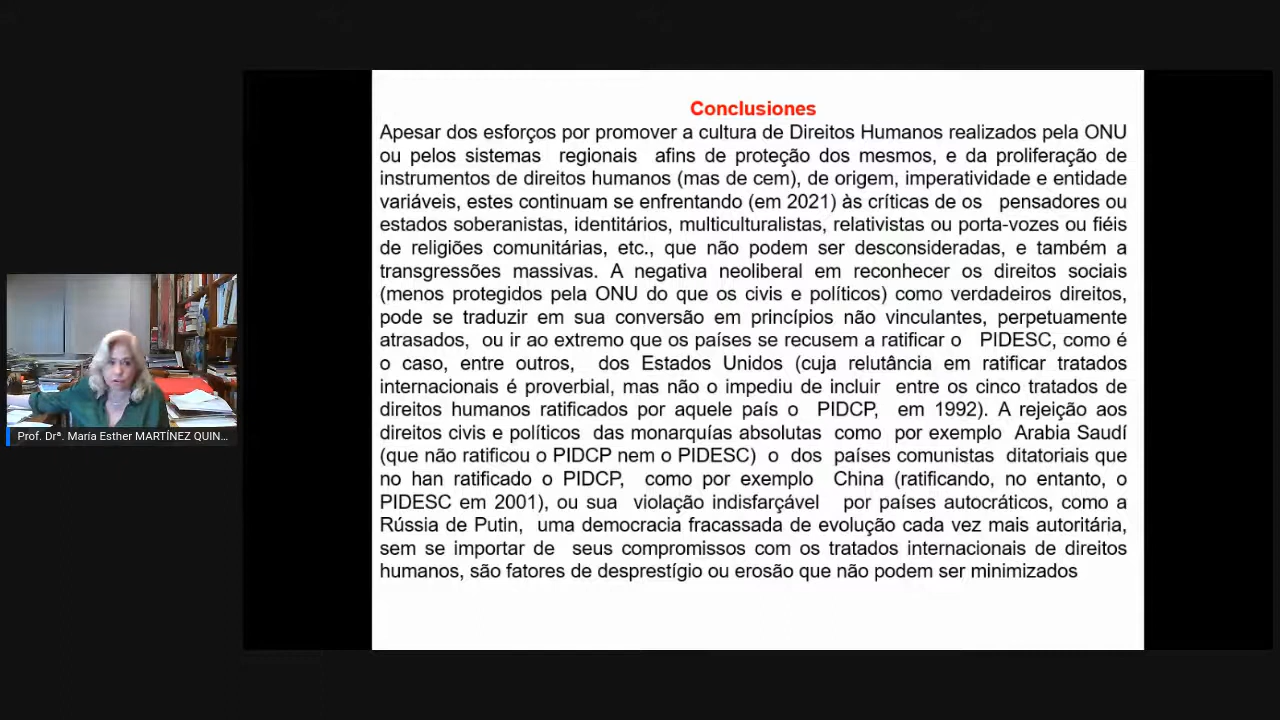 Conclusiones
Apesar dos esforços por promover a cultura de Direitos Humanos realizados pela ONU
ou pelos sistemas regionais afins de proteção dos mesmos, e da proliferação de
instrumentos de direitos humanos (mas de cem), de origem, imperatividade e entidade
variáveis, estes continuam se enfrentando (em 2021) às críticas de os pensadores ou
estados soberanistas, identitários, multiculturalistas, relativistas ou porta-vozes ou fiéis
de religiões comunitárias, etc., que não podem ser desconsideradas, e também a
transgressões massivas. A negativa neoliberal em reconhecer os direitos sociais
(menos protegidos pela ONU do que os civis e políticos) como verdadeiros direitos,
pode se traduzir em sua conversão em princípios não vinculantes, perpetuamente
atrasados, ou ir ao extremo que os países se recusem a ratificar o PIDESC, como é
o caso, entre outros, dos Estados Unidos (cuja relutância em ratificar tratados
internacionais é proverbial, mas não o impediu de incluir entre os cinco tratados de
direitos humanos ratificados por aquele país o PIDCP, em 1992). A rejeição aos
direitos civis e políticos das monarquías absolutas como por exemplo Arabia Saudí
(que não ratificou o PIDCP nem o PIDESC) o dos países comunistas ditatoriais que
no han ratificado o PIDCP, como por exemplo China (ratificando, no entanto, o
PIDESC em 2001), ou sua violação indisfarçável por países autocráticos, como a
Rússia de Putin, uma democracia fracassada de evolução cada vez mais autoritária,
sem se importar de seus compromissos com os tratados internacionais de direitos
humanos, são fatores de desprestígio ou erosão que não podem ser minimizados
Prof. Drª. María Esther MARTÍNEZ QUIN...